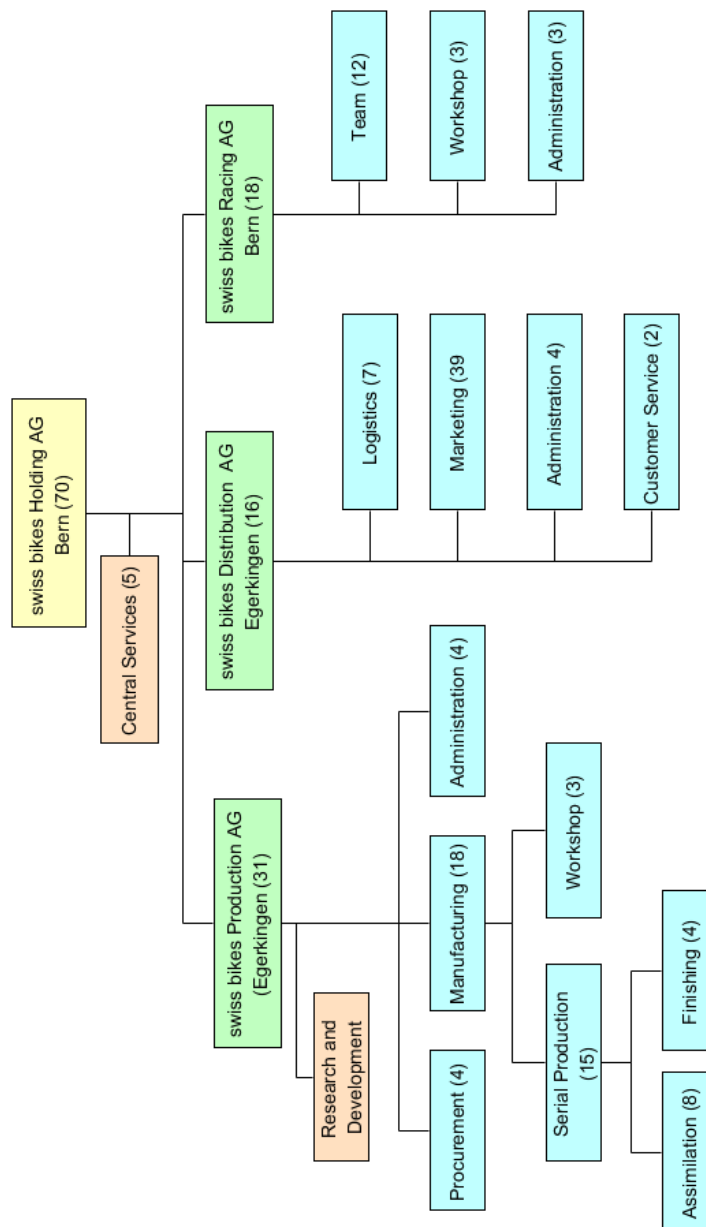 swiss bikes Holding AG
Bern (70)
Central Services (5)
swiss bikes Production AG
(Egerkingen (31)
swiss bikes Distribution AG
Egerkingen (16)
swiss bikes Racing AG
Bern (18)
Research and
Development
Procurement (4)
Manufacturing (18)
Administration (4)
Serial Production
(15)
Workshop (3)
Assimilation (8)
Finishing (4)
Logistics (7)
Marketing (39
Administration 4)
Customer Service (2)
Team (12)
Workshop (3)
Administration (3)